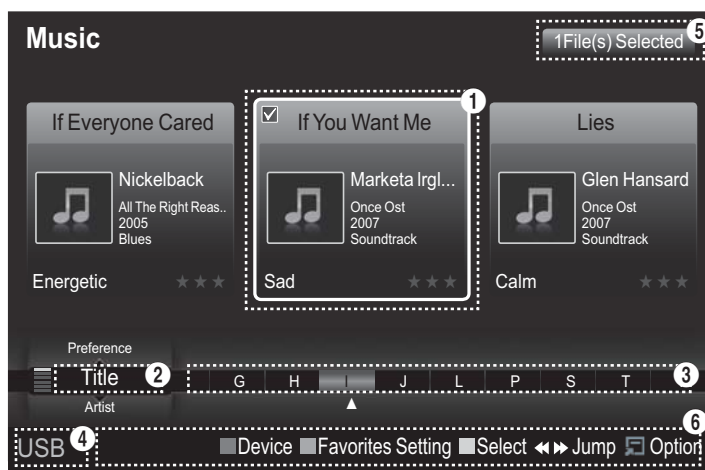 Music
1File(s) Selected
5
1
If Everyone Cared
Nickelback
All The Right Reas..
2005
Blues
Energetic
If You Want Me
Marketa Irgl...
Once Ost
2007
Soundtrack
Sad
Lies
Glen Hansard
Once Ost
2007
Soundtrack
Calm
Preference
Title
2
Artist
G H I J L P S T
3
USB
4
Device Favorites Setting Select Jump Option
6